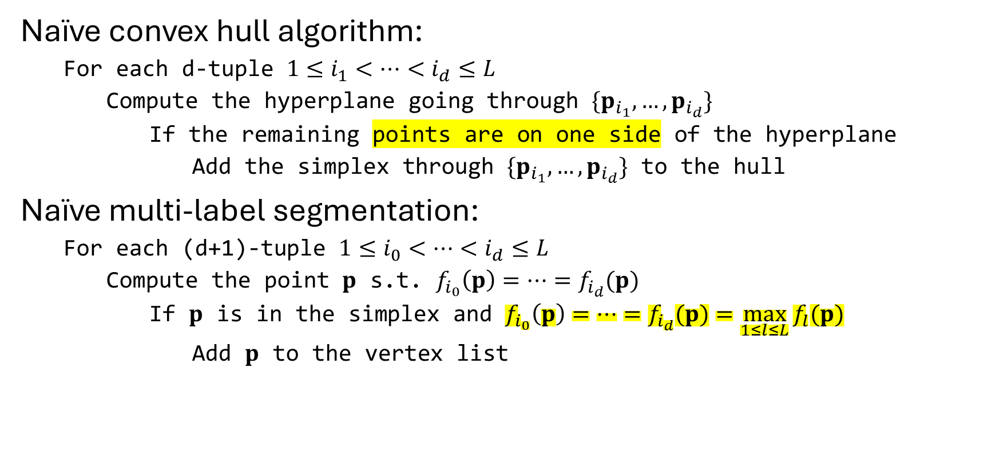 Naïve convex hull algorithm:
For each d-tuple 1 ≤ i₁ < ⋯ < i_d ≤ L
Compute the hyperplane going through {𝐩_{i₁}, …, 𝐩_{i_d}}
If the remaining points are on one side of the hyperplane
Add the simplex through {𝐩_{i₁}, …, 𝐩_{i_d}} to the hull
Naïve multi-label segmentation:
For each (d+1)-tuple 1 ≤ i₀ < ⋯ < i_d ≤ L
Compute the point 𝐩 s.t. f_{i₀}(𝐩) = ⋯ = f_{i_d}(𝐩)
If 𝐩 is in the simplex and f_{i₀}(𝐩) = ⋯ = f_{i_d}(𝐩) = max_{1≤l≤L} f_l(𝐩)
Add 𝐩 to the vertex list